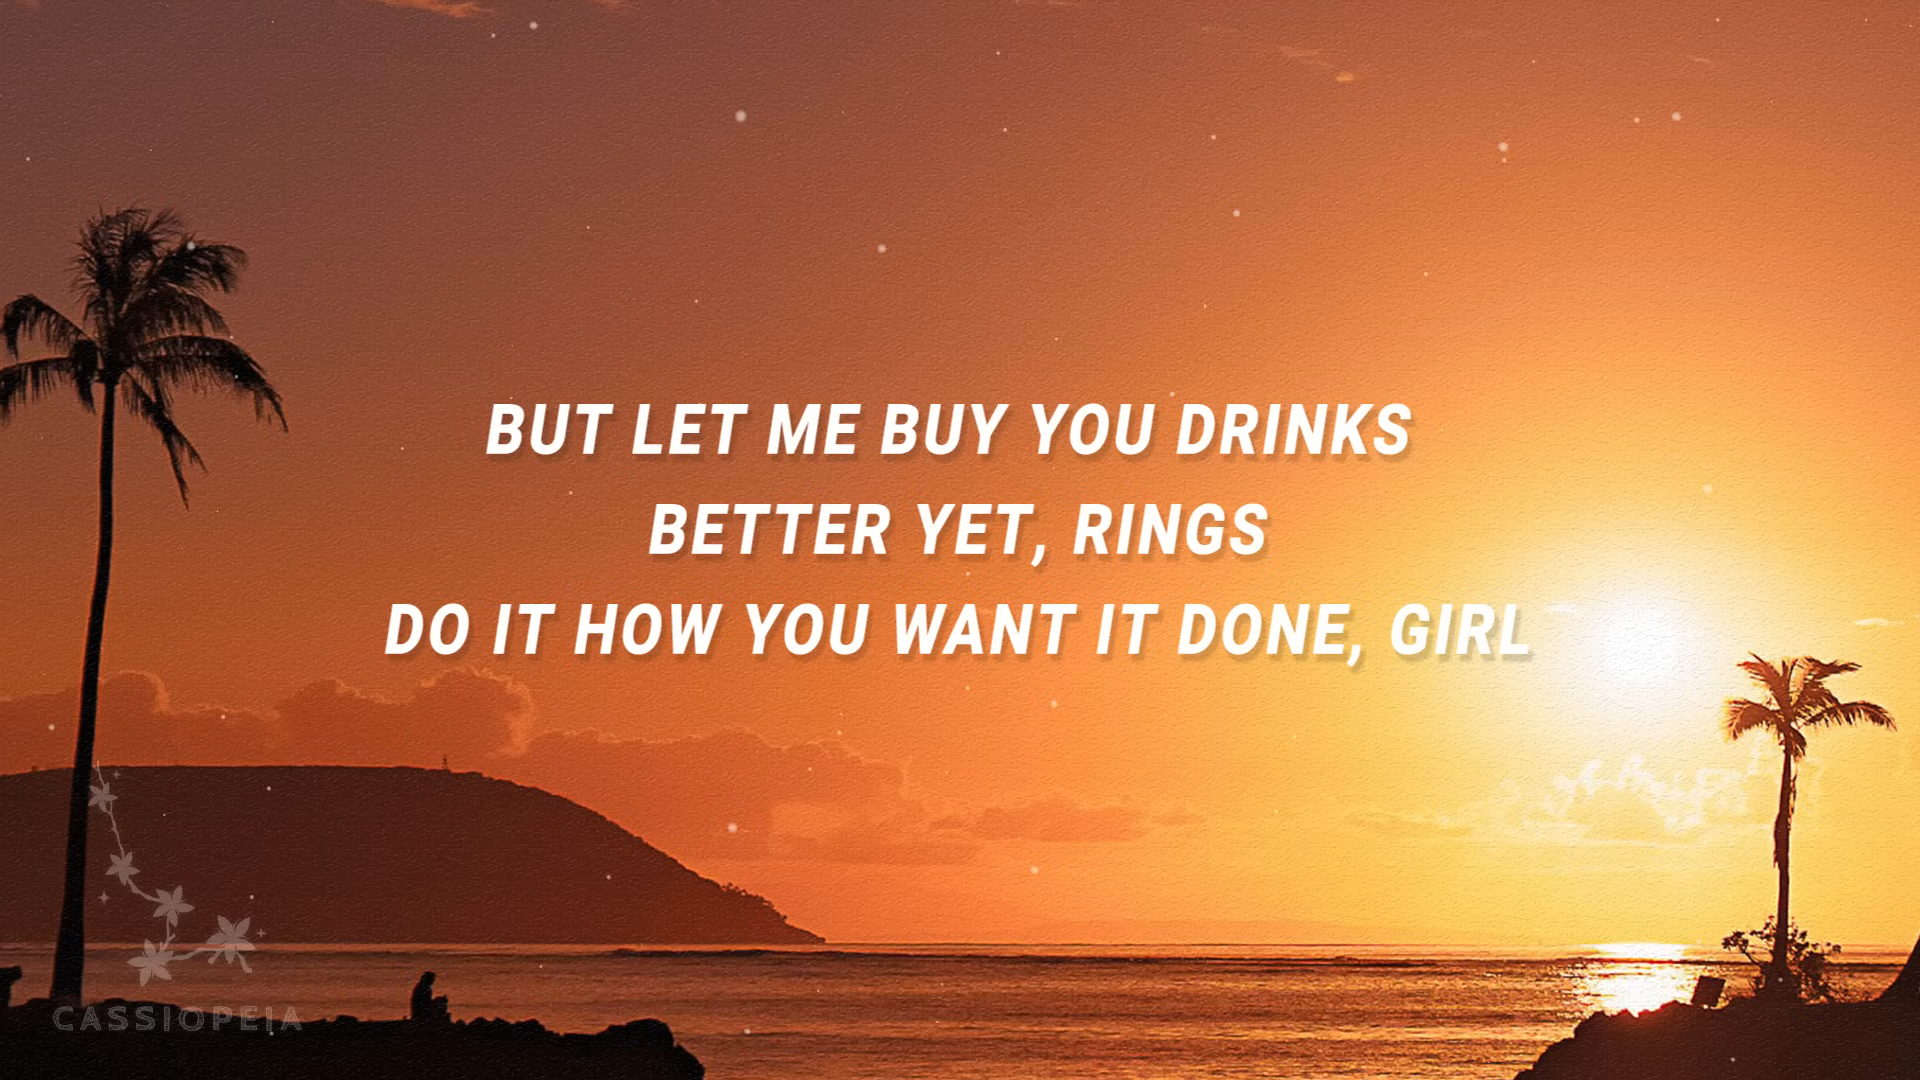 BUT LET ME BUY YOU DRINKS
BETTER YET, RINGS
DO IT HOW YOU WANT IT DONE, GIRL
CASSIOPEIA